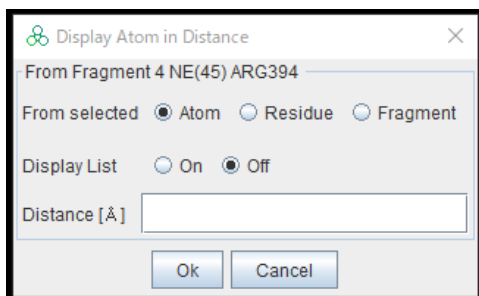 Display Atom in Distance
From Fragment 4 NE(45) ARG394
From selected Atom Residue Fragment
Display List On Off
Distance [Å]
Ok Cancel